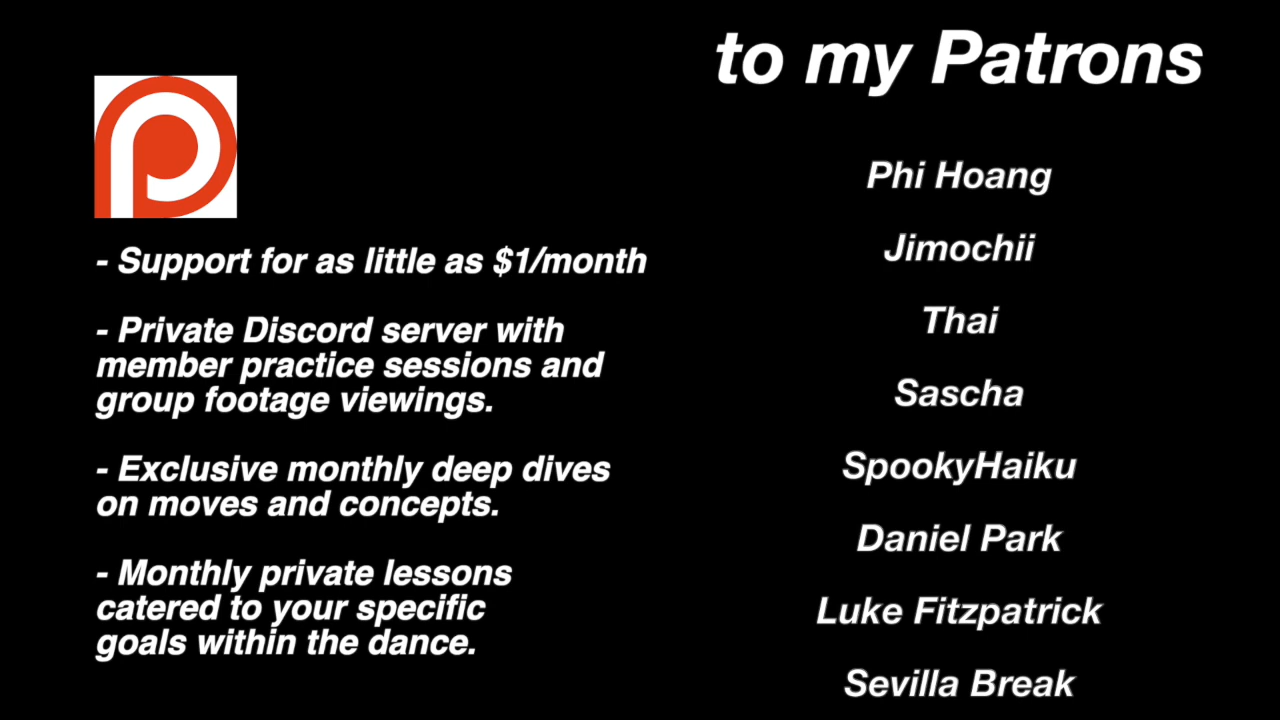 to my Patrons
- Support for as little as $1/month
- Private Discord server with
member practice sessions and
group footage viewings.
- Exclusive monthly deep dives
on moves and concepts.
- Monthly private lessons
catered to your specific
goals within the dance.
Phi Hoang
Jimochii
Thai
Sascha
SpookyHaiku
Daniel Park
Luke Fitzpatrick
Sevilla Break